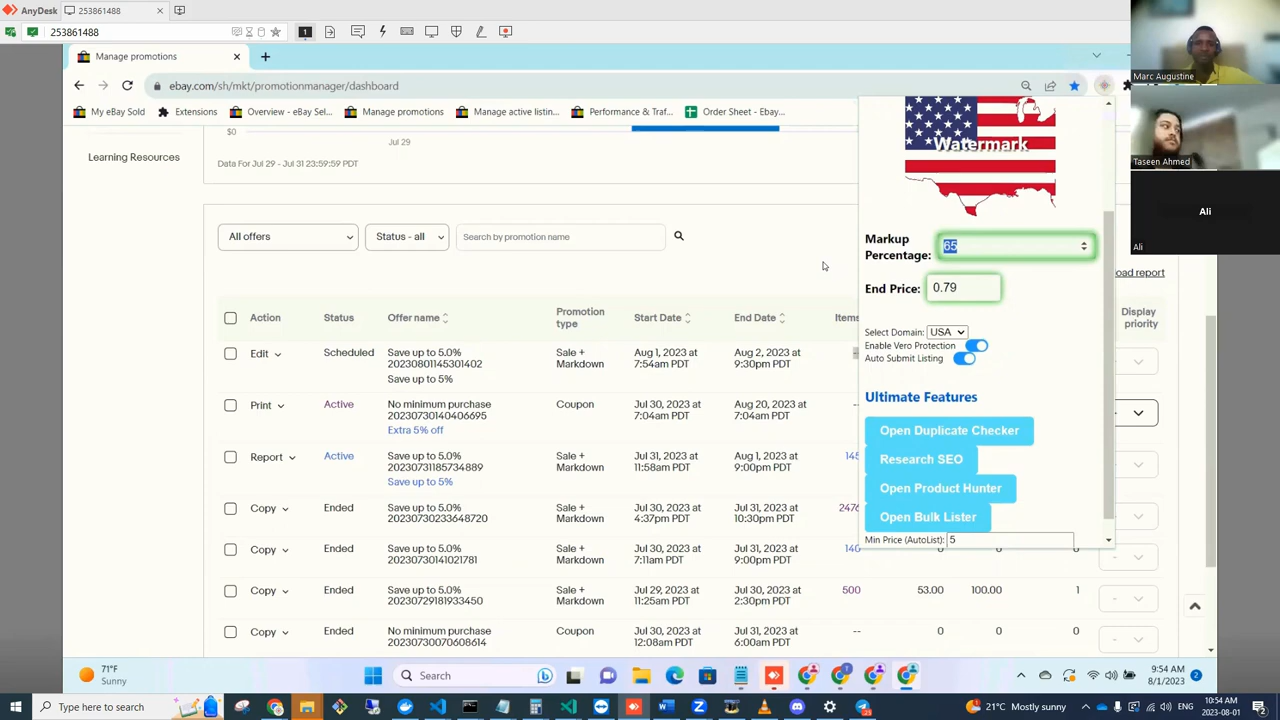 AnyDesk
253861488
253861488
1
Manage promotions
ebay.com/sh/mkt/promotionmanager/dashboard
My eBay Sold
Extensions
Overview - eBay Sel...
Manage promotions
Manage active listing...
Performance & Traf...
Order Sheet - Ebay...
$0
Jul 29
Learning Resources
Data For Jul 29 - Jul 31 23:59:59 PDT
All offers
Status - all
Search by promotion name
Action
Status
Offer name
Promotion
type
Start Date
End Date
Items
Display
priority
Edit
Scheduled
Save up to 5.0%
20230801145301402
Save up to 5%
Sale +
Markdown
Aug 1, 2023 at
7:54am PDT
Aug 2, 2023 at
9:30pm PDT
Print
Active
No minimum purchase
20230730140406695
Extra 5% off
Coupon
Jul 30, 2023 at
7:04am PDT
Aug 20, 2023 at
7:04am PDT
--
Report
Active
Save up to 5.0%
20230731185734889
Save up to 5%
Sale +
Markdown
Jul 31, 2023 at
11:58am PDT
Aug 1, 2023 at
9:00pm PDT
145
Copy
Ended
Save up to 5.0%
20230730233648720
Sale +
Markdown
Jul 30, 2023 at
4:37pm PDT
Jul 31, 2023 at
10:30pm PDT
2476
Copy
Ended
Save up to 5.0%
20230730141021781
Sale +
Markdown
Jul 30, 2023 at
7:11am PDT
Jul 31, 2023 at
9:00pm PDT
140
0
0
0
Copy
Ended
Save up to 5.0%
20230729181933450
Sale +
Markdown
Jul 29, 2023 at
11:25am PDT
Jul 30, 2023 at
2:30pm PDT
500
53.00
100.00
1
Copy
Ended
No minimum purchase
20230730070608614
Coupon
Jul 30, 2023 at
12:08am PDT
Jul 31, 2023 at
6:00am PDT
--
0
0
0
Watermark
Markup
Percentage:
65
End Price:
0.79
load report
Select Domain: USA
Enable Vero Protection
Auto Submit Listing
Ultimate Features
Open Duplicate Checker
Research SEO
Open Product Hunter
Open Bulk Lister
Min Price (AutoList): 5
Marc Augustine
Taseen Ahmed
Ali
Ali
71°F
Sunny
Search
9:54 AM
8/1/2023
2
Type here to search
21°C Mostly sunny
ENG
10:54 AM
2023-08-01